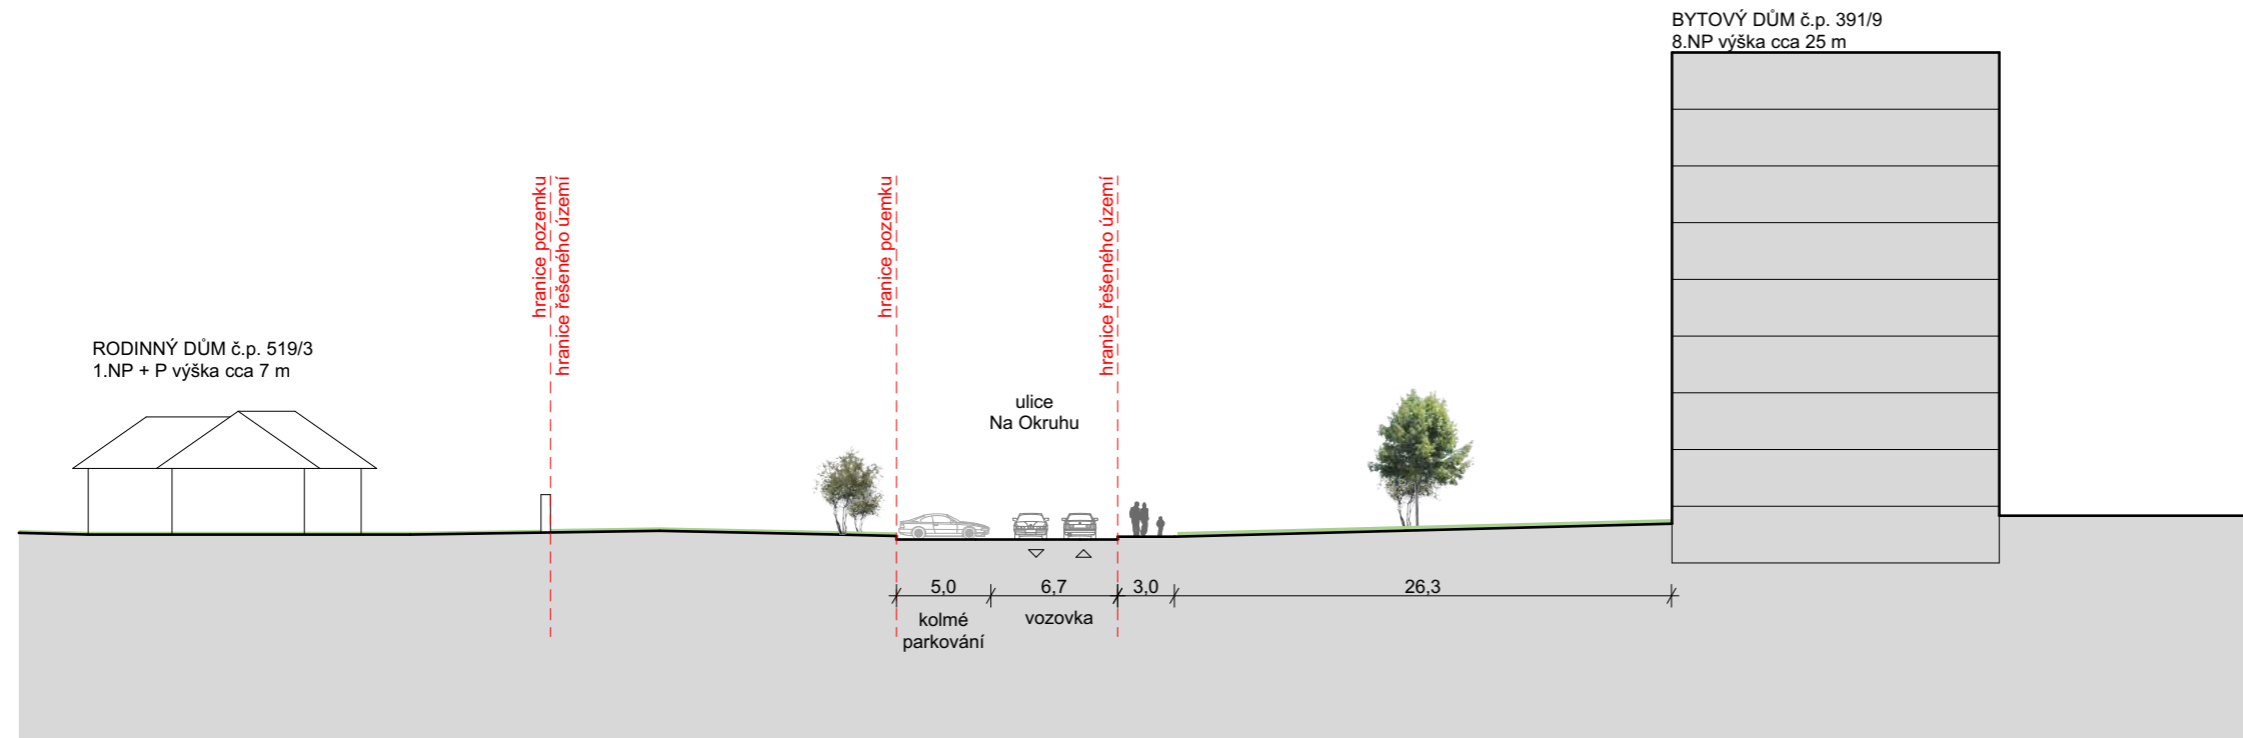 BYTOVÝ DŮM č.p. 391/9
8.NP výška cca 25 m
hranice pozemku
hranice řešeného území
hranice pozemku
hranice řešeného území
RODINNÝ DŮM č.p. 519/3
1.NP + P výška cca 7 m
ulice
Na Okruhu
5,0
6,7
3,0
26,3
kolmé
parkování
vozovka